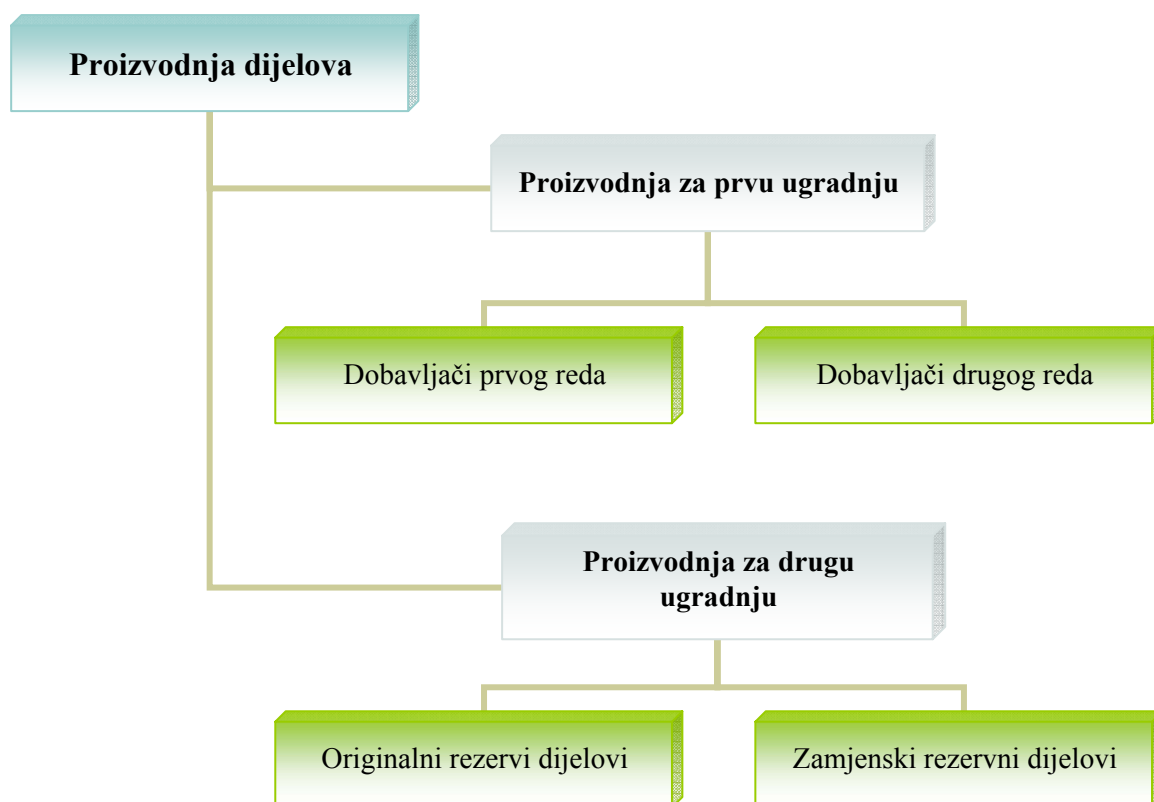 Proizvodnja dijelova
Proizvodnja za prvu ugradnju
Dobavljači prvog reda
Dobavljači drugog reda
Proizvodnja za drugu
ugradnju
Originalni rezervi dijelovi
Zamjenski rezervni dijelovi